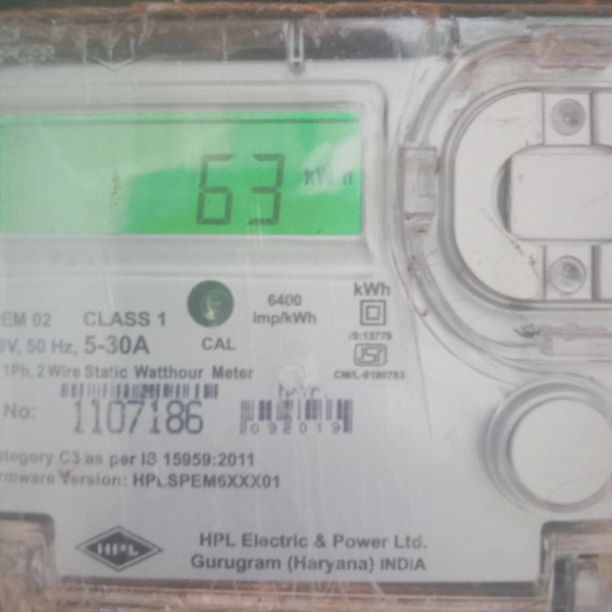 63 kWh
6400
imp/kWh
kWh
EM 02 CLASS 1
IS:13779
0V, 50 Hz, 5-30A
CAL
1Ph, 2 Wire Static Watthour Meter
No: 1107186
092019
ategory C3 as per IS 15959:2011
rmware Version: HPLSPEM6XXX01
HPL
HPL Electric & Power Ltd.
Gurugram (Haryana) INDIA